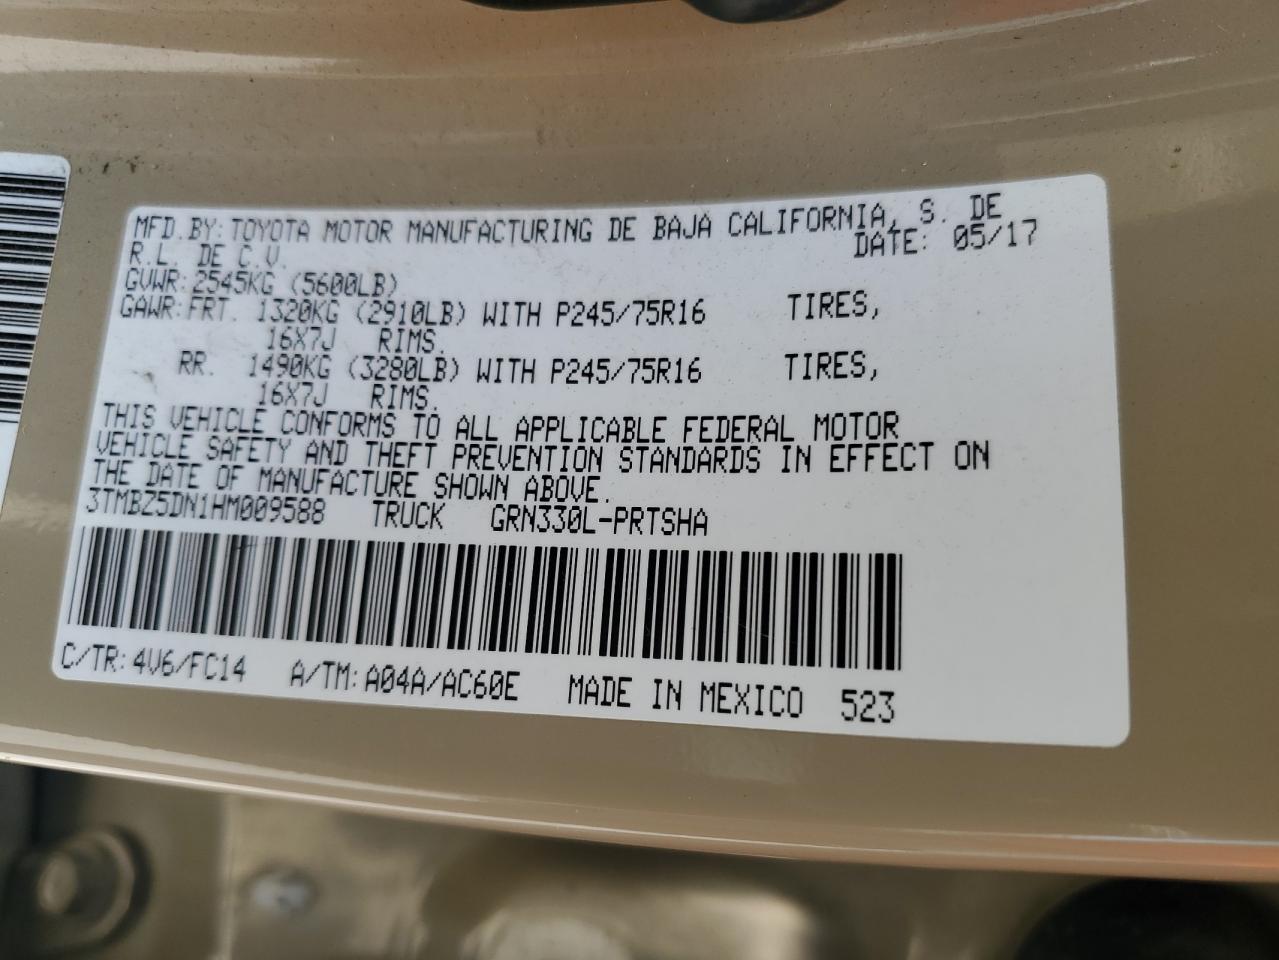 MFD. BY: TOYOTA MOTOR MANUFACTURING DE BAJA CALIFORNIA, S. DE
R.L. DE C.V. DATE: 05/17
GVWR: 2545KG (5600LB)
GAWR: FRT. 1320KG (2910LB) WITH P245/75R16 TIRES,
16X7J RIMS.
RR. 1490KG (3280LB) WITH P245/75R16 TIRES,
16X7J RIMS.
THIS VEHICLE CONFORMS TO ALL APPLICABLE FEDERAL MOTOR
VEHICLE SAFETY AND THEFT PREVENTION STANDARDS IN EFFECT ON
THE DATE OF MANUFACTURE SHOWN ABOVE.
3TMBZ5DN1HM009588 TRUCK GRN330L-PRTSHA
C/TR: 4V6/FC14 A/TM: A04A/AC60E MADE IN MEXICO 523